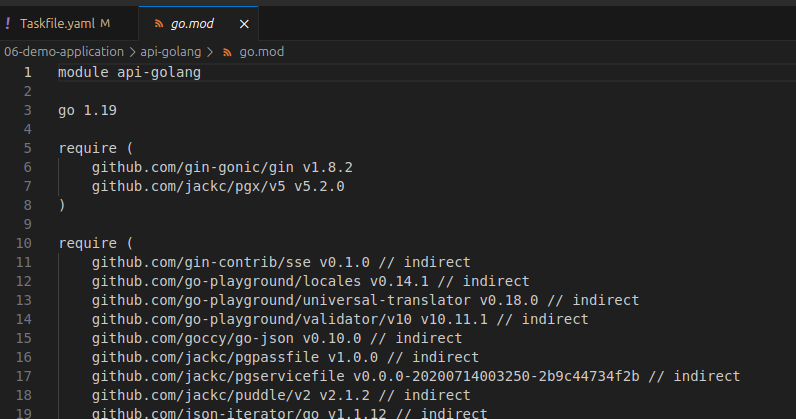 ! Taskfile.yaml M go.mod ×
06-demo-application > api-golang > go.mod
1 module api-golang
2
3 go 1.19
4
5 require (
6 github.com/gin-gonic/gin v1.8.2
7 github.com/jackc/pgx/v5 v5.2.0
8 )
9
10 require (
11 github.com/gin-contrib/sse v0.1.0 // indirect
12 github.com/go-playground/locales v0.14.1 // indirect
13 github.com/go-playground/universal-translator v0.18.0 // indirect
14 github.com/go-playground/validator/v10 v10.11.1 // indirect
15 github.com/goccy/go-json v0.10.0 // indirect
16 github.com/jackc/pgpassfile v1.0.0 // indirect
17 github.com/jackc/pgservicefile v0.0.0-20200714003250-2b9c44734f2b // indirect
18 github.com/jackc/puddle/v2 v2.1.2 // indirect
19 github.com/json-iterator/go v1.1.12 // indirect